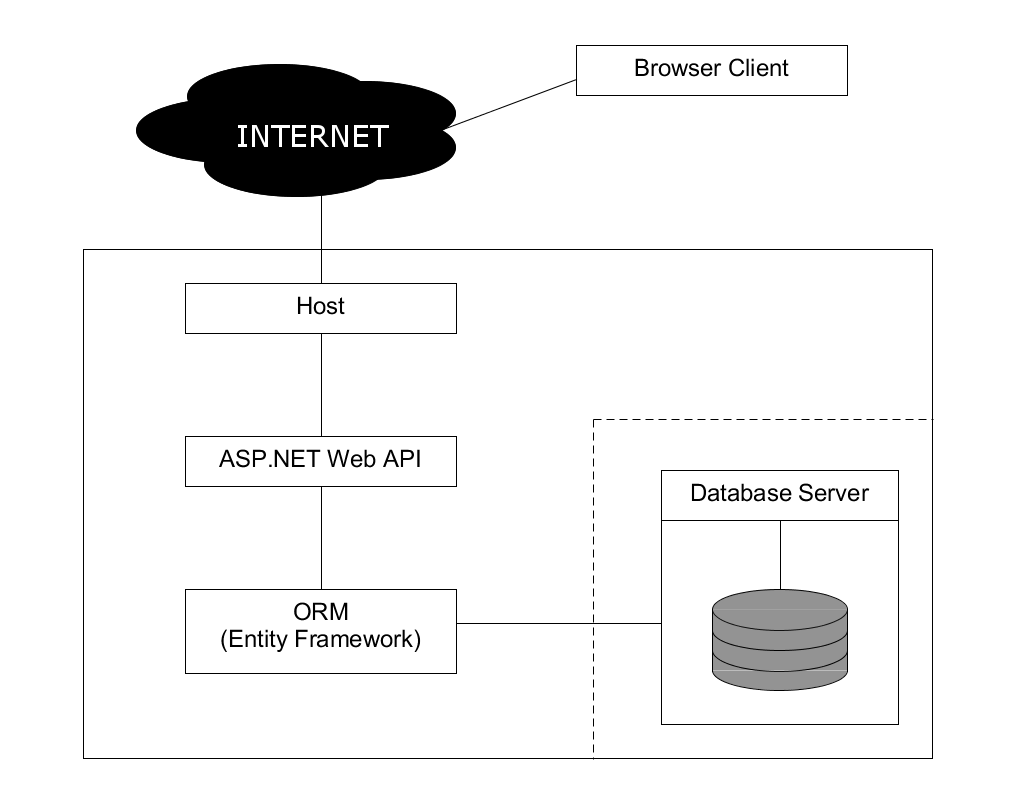 Browser Client
INTERNET
Host
ASP.NET Web API
Database Server
ORM
(Entity Framework)